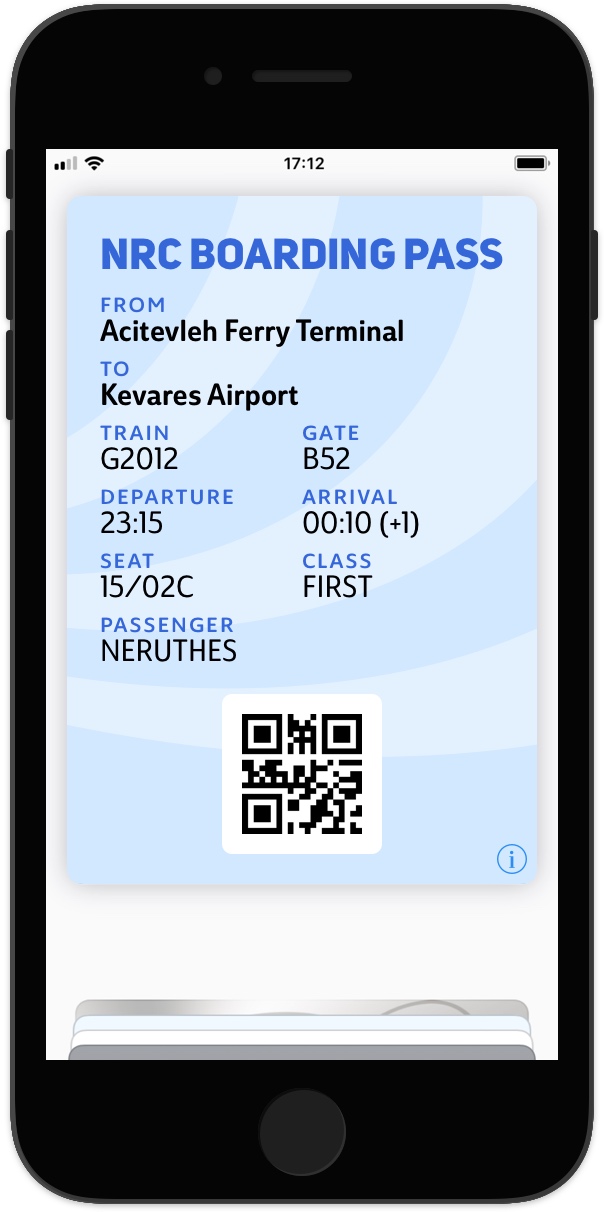 17:12
NRC BOARDING PASS
FROM
Acitevleh Ferry Terminal
TO
Kevares Airport
TRAIN GATE
G2012 B52
DEPARTURE ARRIVAL
23:15 00:10 (+1)
SEAT CLASS
15/02C FIRST
PASSENGER
NERUTHES
i